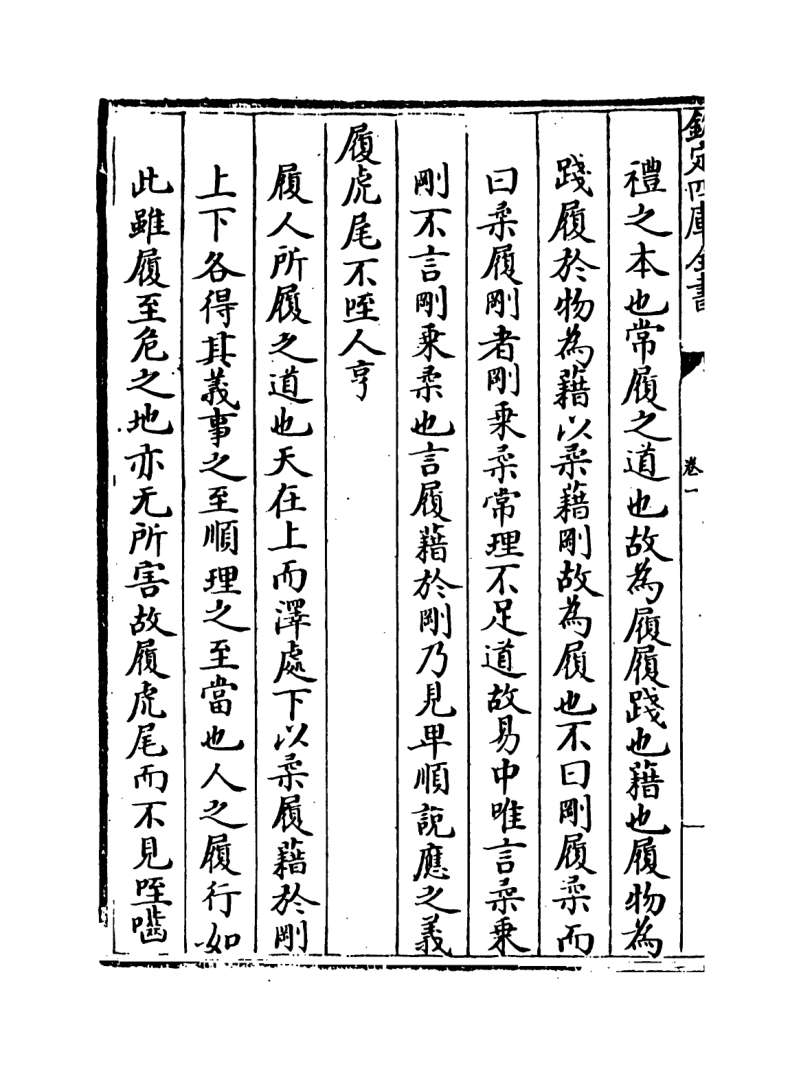 欽定四庫全書
卷一
禮之本也常履之道也故為履履踐也藉也履物為
踐履於物為藉以柔藉剛故為履也不曰剛履柔而
曰柔履剛者剛乗柔常理不足道故易中唯言柔乗
剛不言剛乗柔也言履藉於剛乃見卑順説應之義
履虎尾不咥人亨
履人所履之道也天在上而澤處下以柔履藉於剛
上下各得其義事之至順理之至當也人之履行如
此雖履至危之地亦无所害故履虎尾而不見咥囓